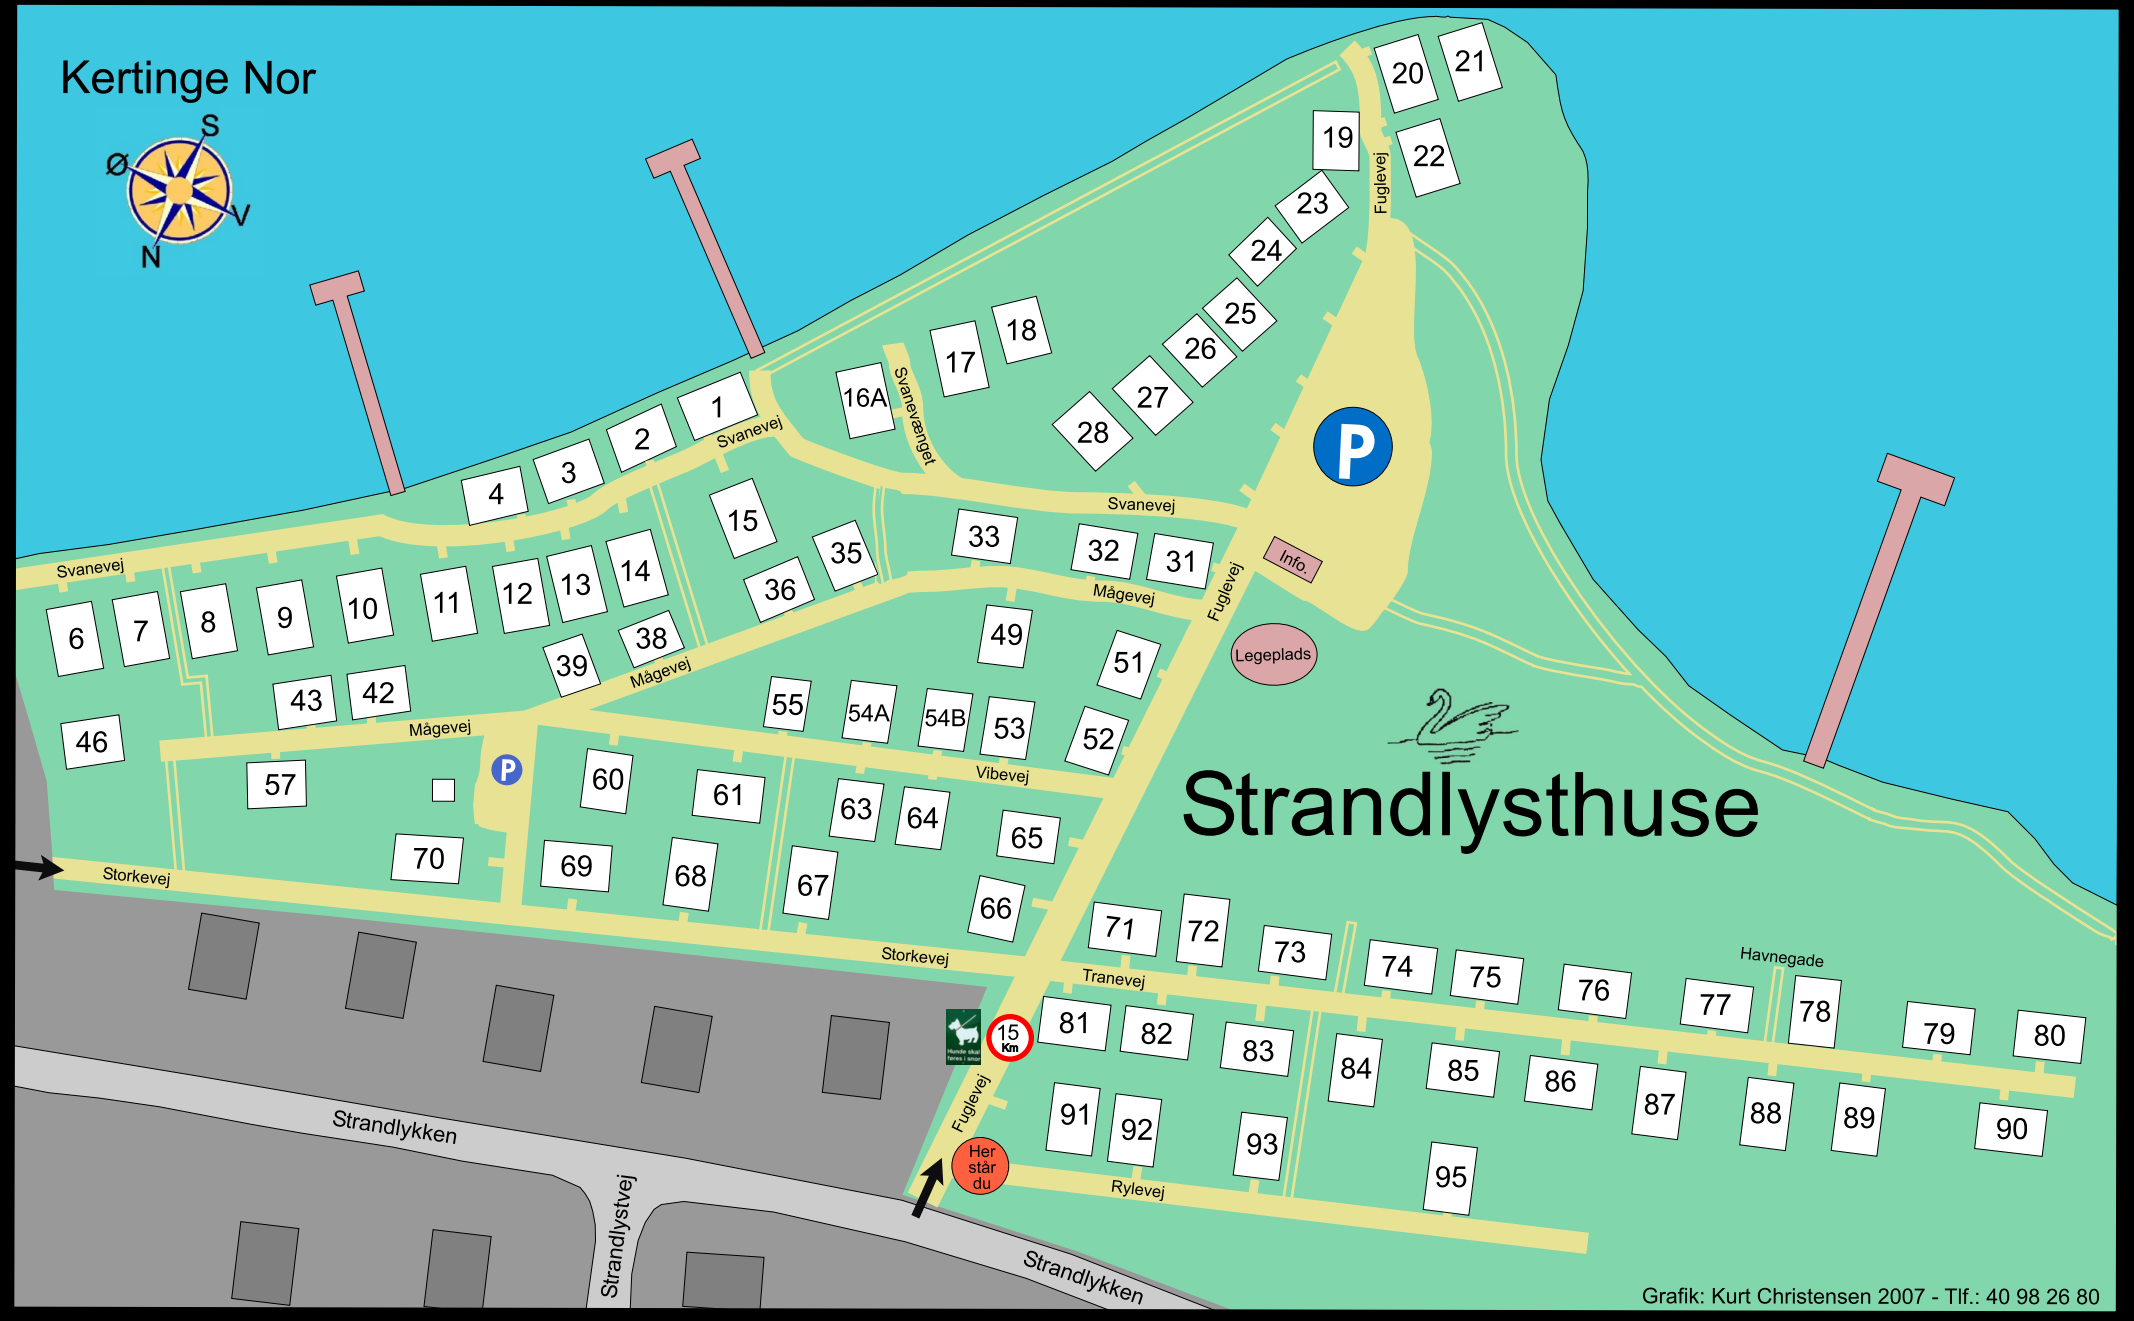 Kertinge Nor
S
Ø
V
N
20
21
19
22
Fuglevej
23
24
25
26
27
28
18
17
16A
Svanevænget
1
2
3
4
Svanevej
P
15
Svanevej
33
32
31
Info.
35
36
Svanevej
6
7
8
9
10
11
12
13
14
38
39
Mågevej
Fuglevej
49
51
Legeplads
Mågevej
43
42
46
Mågevej
55
54A
54B
53
52
57
P
60
61
Vibevej
63
64
65
Strandlysthuse
70
69
68
67
66
Storkevej
Storkevej
71
72
73
74
75
76
77
Havnegade
78
79
80
Tranevej
Hunde skal
føres i snor
15
Km
81
82
83
84
85
86
87
88
89
90
Fuglevej
91
92
93
95
Her
står
du
Rylevej
Strandlykken
Strandlystvej
Strandlykken
Grafik: Kurt Christensen 2007 - Tlf.: 40 98 26 80